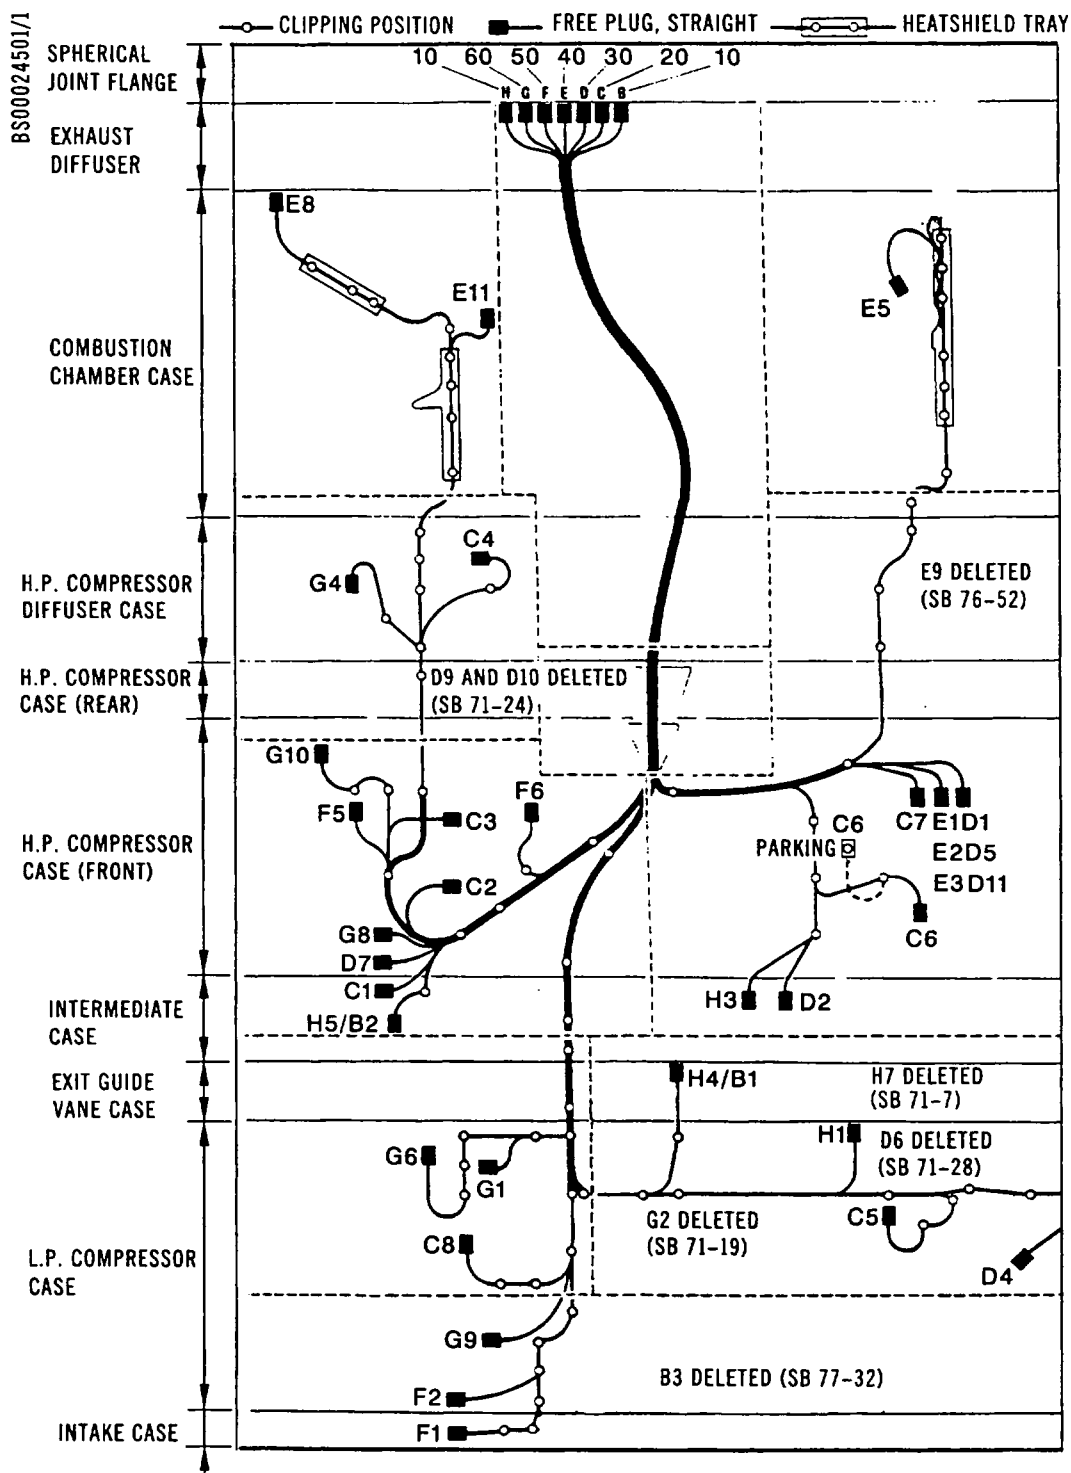 BS00024501/1
CLIPPING POSITION
FREE PLUG, STRAIGHT
HEATSHIELD TRAY
SPHERICAL
JOINT FLANGE
10 60 50 40 30 20 10
H G F E D C B
EXHAUST
DIFFUSER
E8
E11
E5
COMBUSTION
CHAMBER CASE
C4
G4
H.P. COMPRESSOR
DIFFUSER CASE
E9 DELETED
(SB 76-52)
H.P. COMPRESSOR
CASE (REAR)
D9 AND D10 DELETED
(SB 71-24)
G10
F5
C3
F6
C7 E1 D1
E2 D5
E3 D11
C6
PARKING
H.P. COMPRESSOR
CASE (FRONT)
C2
G8
D7
C6
C1
H5/B2
H3
D2
INTERMEDIATE
CASE
EXIT GUIDE
VANE CASE
H4/B1
H7 DELETED
(SB 71-7)
G6
G1
H1
D6 DELETED
(SB 71-28)
G2 DELETED
(SB 71-19)
C5
C8
D4
L.P. COMPRESSOR
CASE
G9
F2
B3 DELETED (SB 77-32)
INTAKE CASE
F1